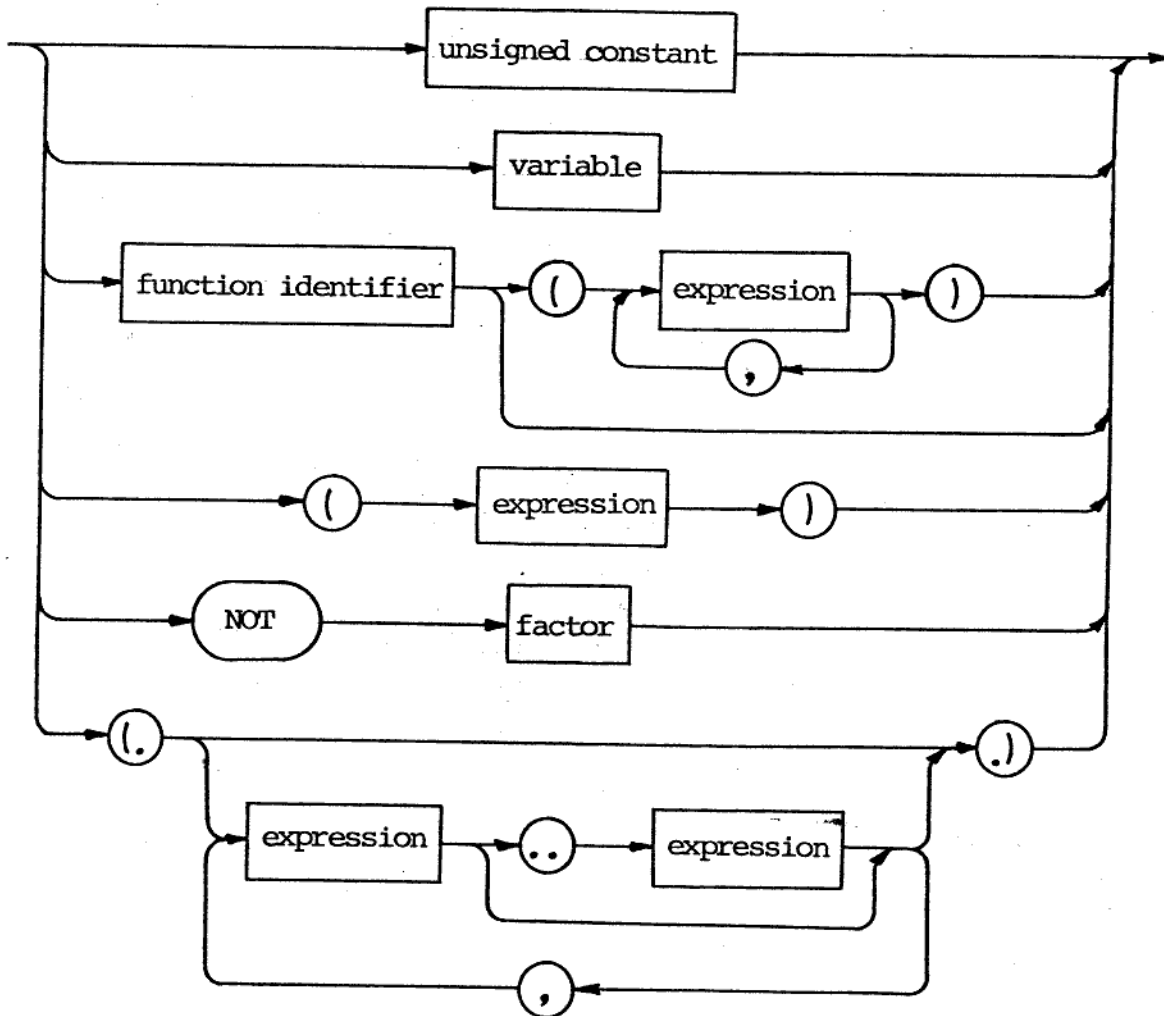 unsigned constant
variable
function identifier ( expression )
,
( expression )
NOT factor
(. .)
expression .. expression
,